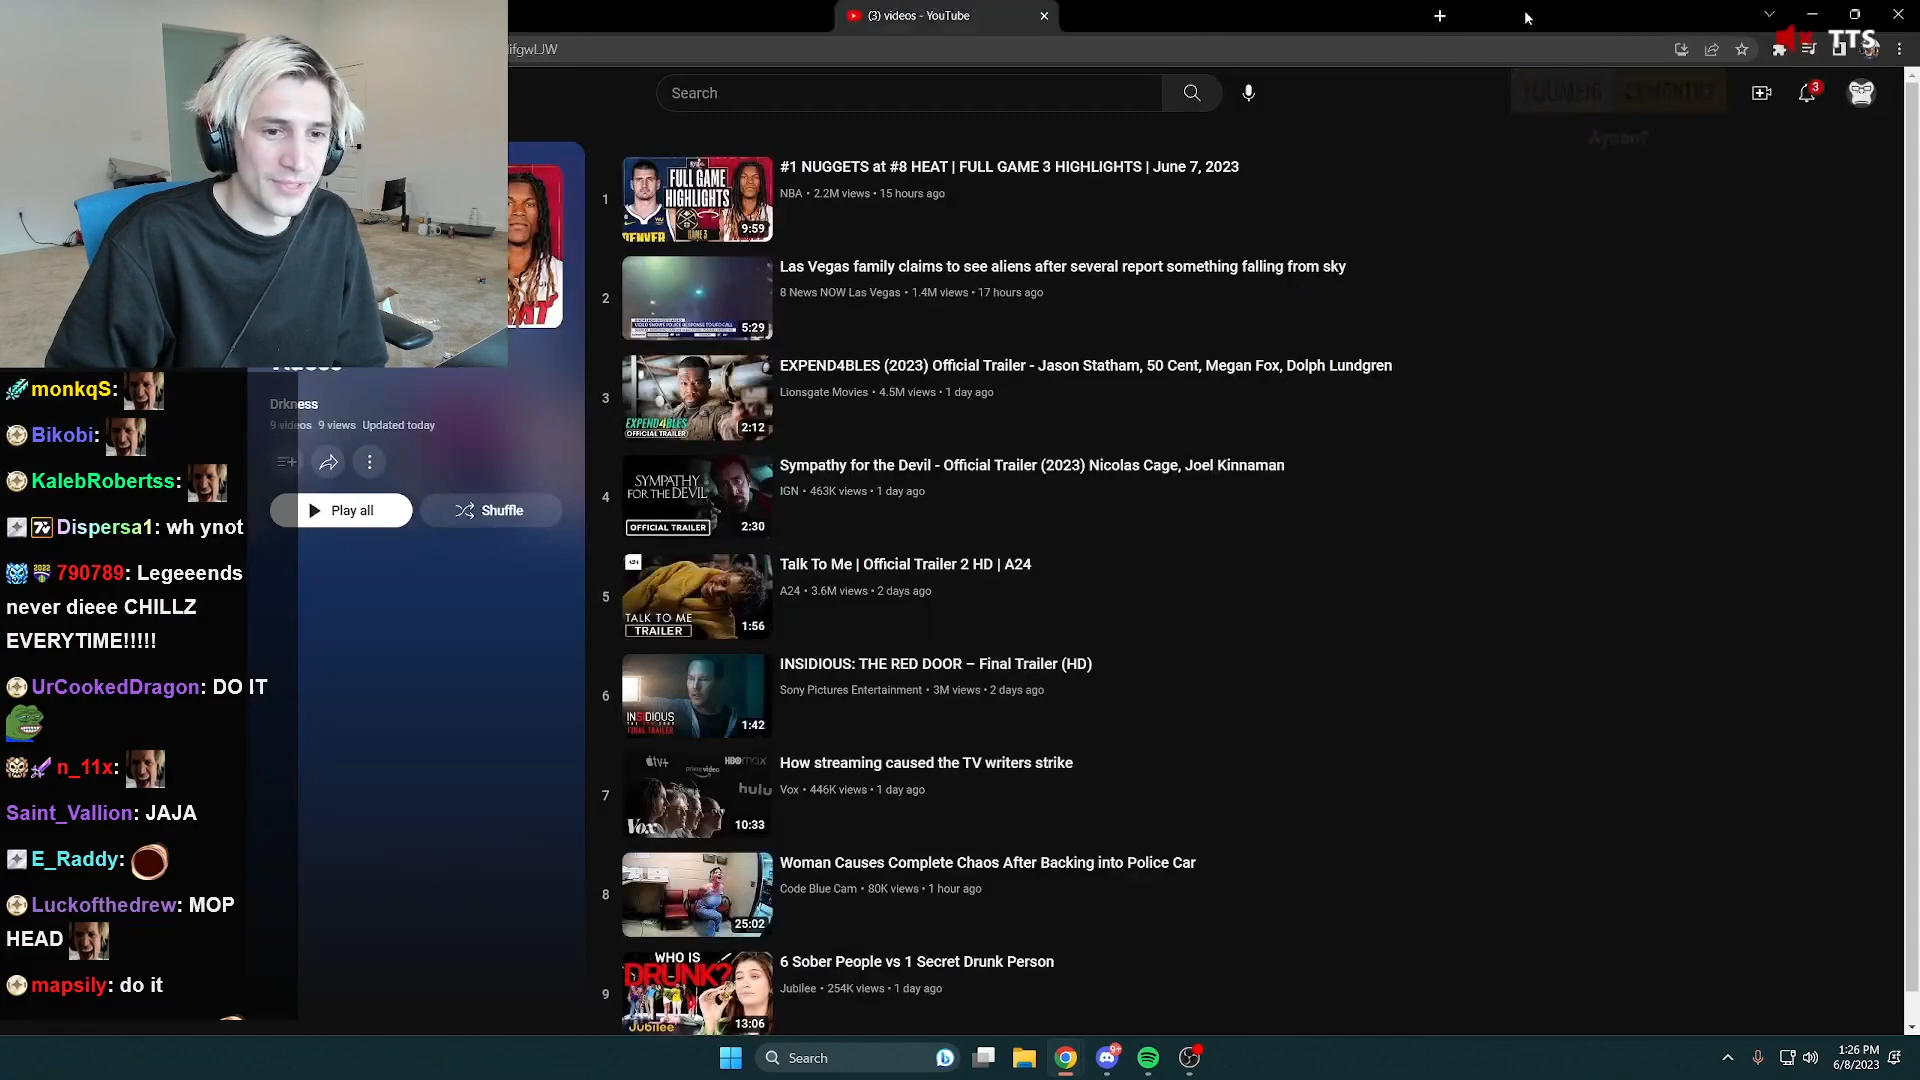 (3) videos - YouTube
ifgwLJW
TTS
Search
3
1
FULL GAME
HIGHLIGHTS
GAME 3
9:59
#1 NUGGETS at #8 HEAT | FULL GAME 3 HIGHLIGHTS | June 7, 2023
NBA • 2.2M views • 15 hours ago
2
5:29
Las Vegas family claims to see aliens after several report something falling from sky
8 News NOW Las Vegas • 1.4M views • 17 hours ago
3
EXPEND4BLES
OFFICIAL TRAILER
2:12
EXPEND4BLES (2023) Official Trailer - Jason Statham, 50 Cent, Megan Fox, Dolph Lundgren
Lionsgate Movies • 4.5M views • 1 day ago
4
SYMPATHY
FOR THE DEVIL
OFFICIAL TRAILER
2:30
Sympathy for the Devil - Official Trailer (2023) Nicolas Cage, Joel Kinnaman
IGN • 463K views • 1 day ago
5
TALK TO ME
TRAILER
1:56
Talk To Me | Official Trailer 2 HD | A24
A24 • 3.6M views • 2 days ago
6
INSIDIOUS
FINAL TRAILER
1:42
INSIDIOUS: THE RED DOOR – Final Trailer (HD)
Sony Pictures Entertainment • 3M views • 2 days ago
7
tv+ prime video HBOmax
hulu
Vox
10:33
How streaming caused the TV writers strike
Vox • 446K views • 1 day ago
8
25:02
Woman Causes Complete Chaos After Backing into Police Car
Code Blue Cam • 80K views • 1 hour ago
9
WHO IS
DRUNK?
Jubilee
13:06
6 Sober People vs 1 Secret Drunk Person
Jubilee • 254K views • 1 day ago
Drkness
9 videos 9 views Updated today
Play all
Shuffle
monkqS:
Bikobi:
KalebRobertss:
Dispersa1: wh ynot
790789: Legeeends
never dieee CHILLZ
EVERYTIME!!!!!
UrCookedDragon: DO IT
n_11x:
Saint_Vallion: JAJA
E_Raddy:
Luckofthedrew: MOP
HEAD
mapsily: do it
Search
9+
1:26 PM
6/8/2023